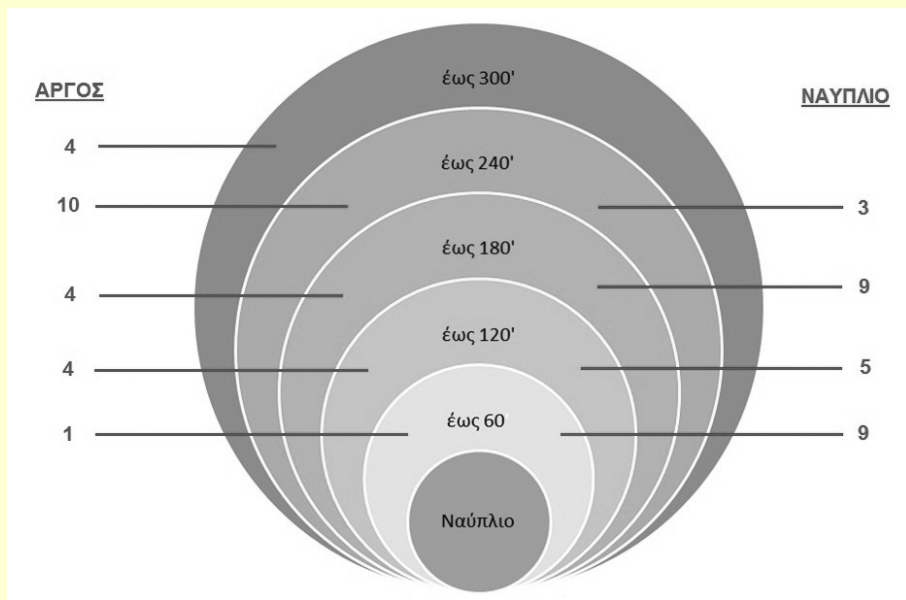 έως 300'
ΑΡΓΟΣ
ΝΑΥΠΛΙΟ
4
έως 240'
10
3
έως 180'
4
9
έως 120'
4
5
έως 60'
1
9
Ναύπλιο